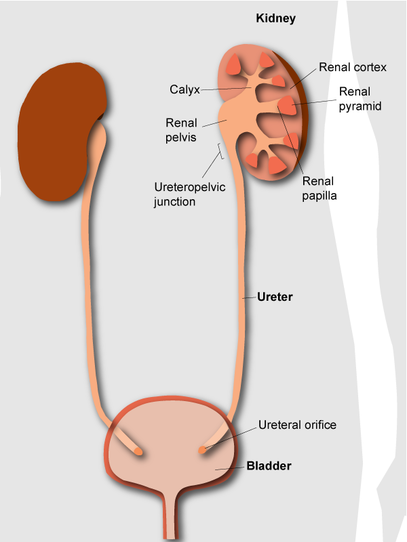 Kidney
Renal cortex
Calyx
Renal
pyramid
Renal
pelvis
Renal
papilla
Ureteropelvic
junction
Ureter
Ureteral orifice
Bladder